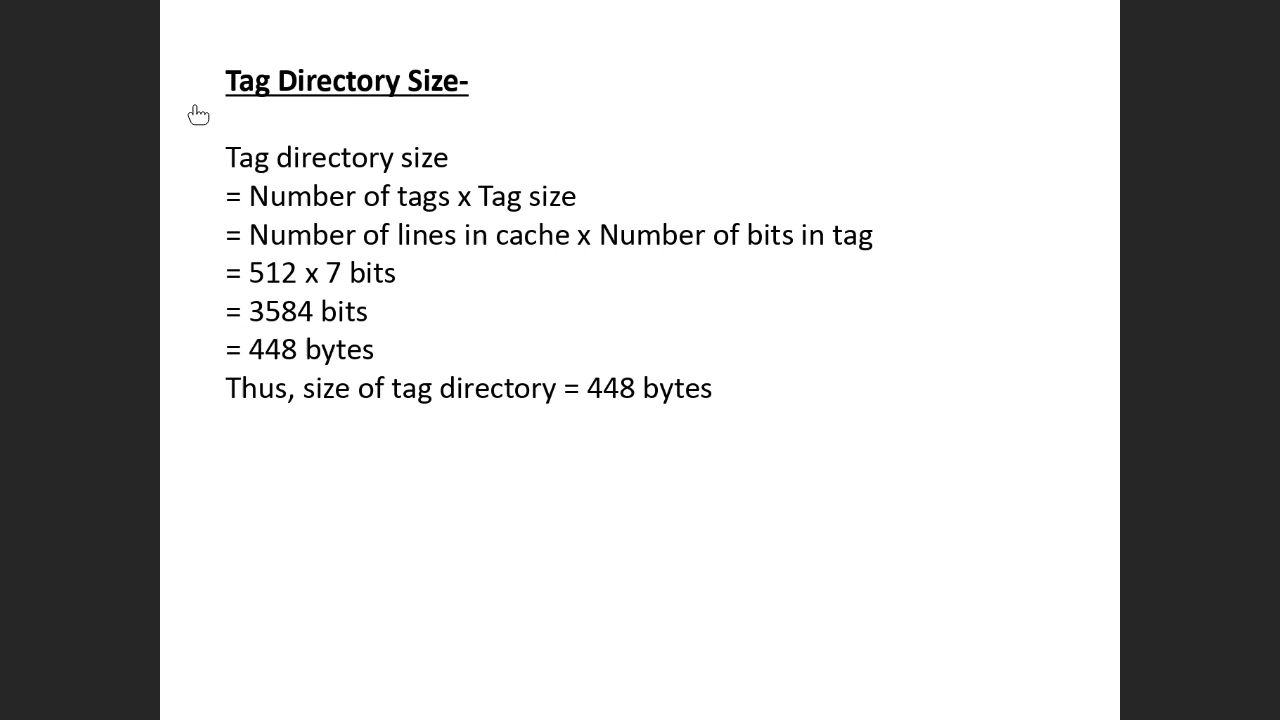 Tag Directory Size-
Tag directory size
= Number of tags x Tag size
= Number of lines in cache x Number of bits in tag
= 512 x 7 bits
= 3584 bits
= 448 bytes
Thus, size of tag directory = 448 bytes